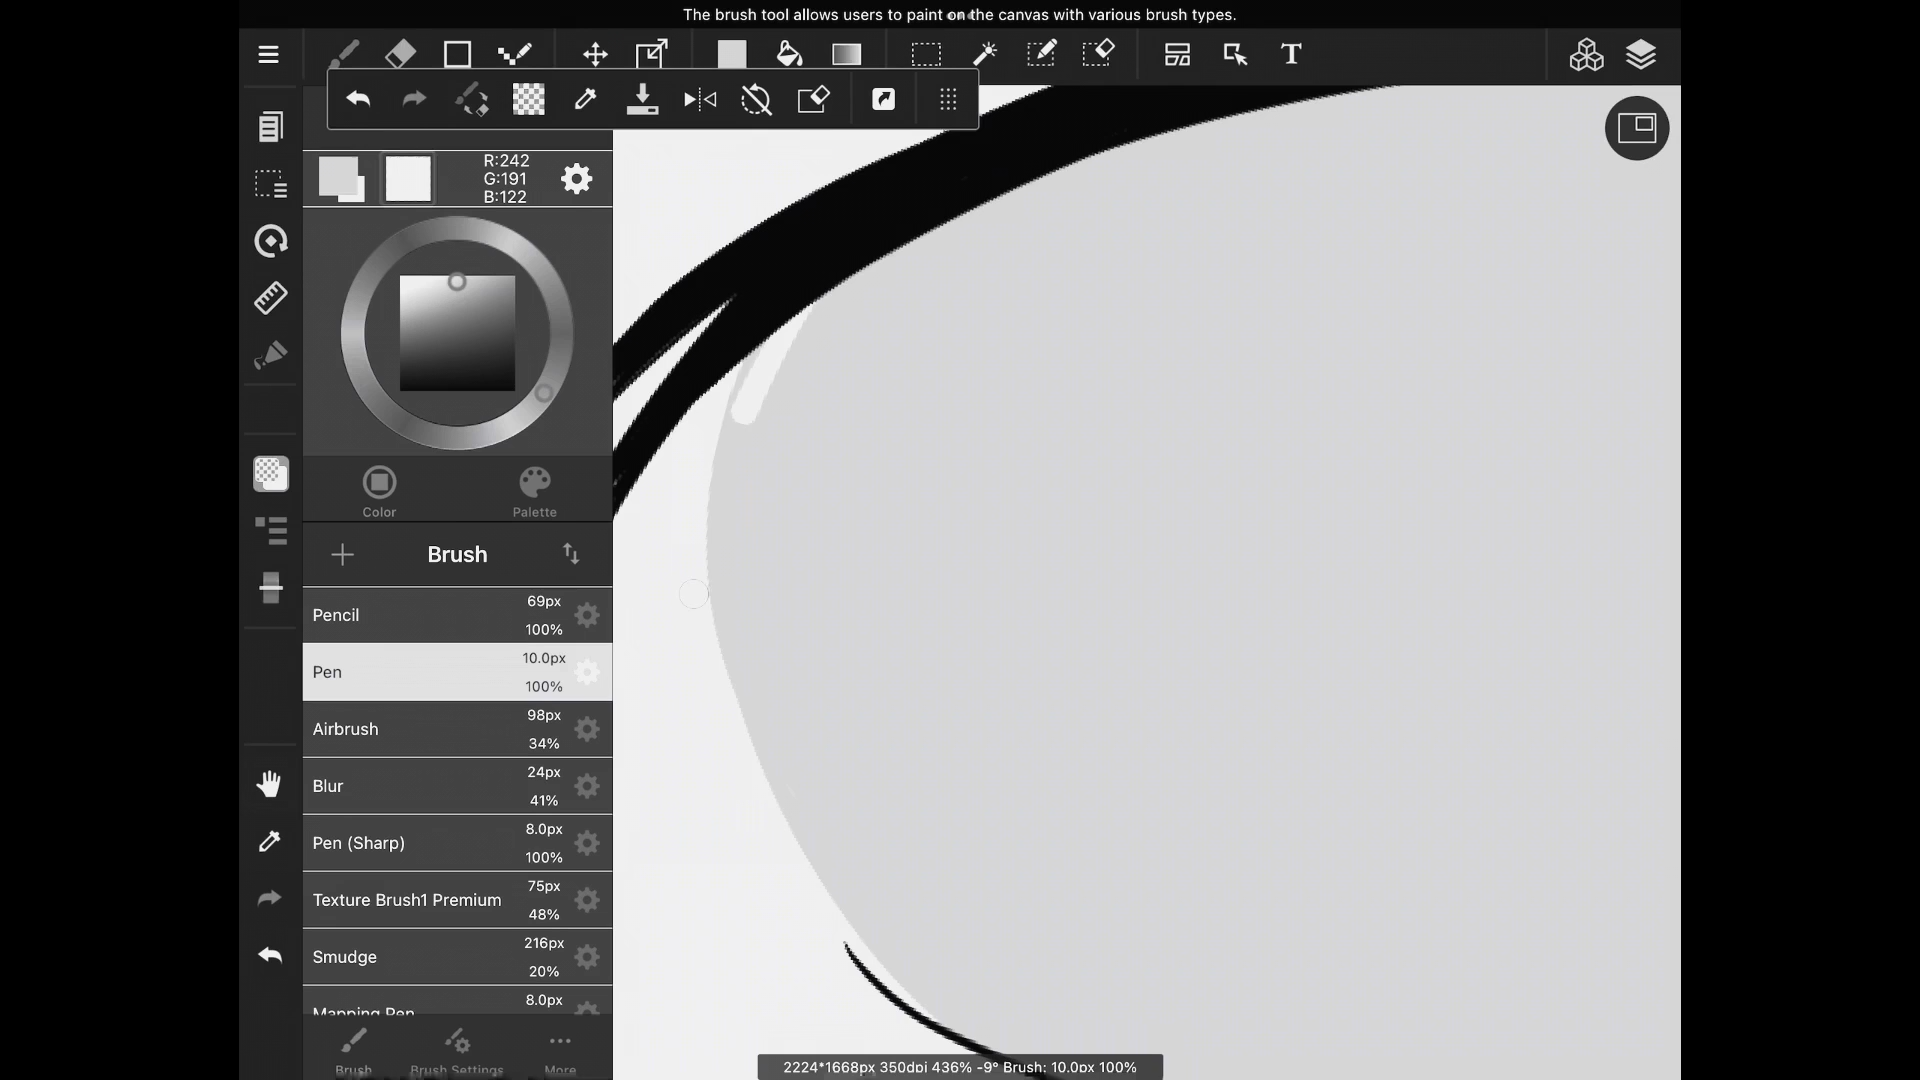 The brush tool allows users to paint on the canvas with various brush types.
T
R:242
G:191
B:122
Color
Palette
Brush
Pencil
69px
100%
Pen
10.0px
100%
Airbrush
98px
34%
Blur
24px
41%
Pen (Sharp)
8.0px
100%
Texture Brush1 Premium
75px
48%
Smudge
216px
20%
Mapping Pen
8.0px
Brush
Brush Settings
More
2224*1668px 350dpi 436% -9° Brush: 10.0px 100%